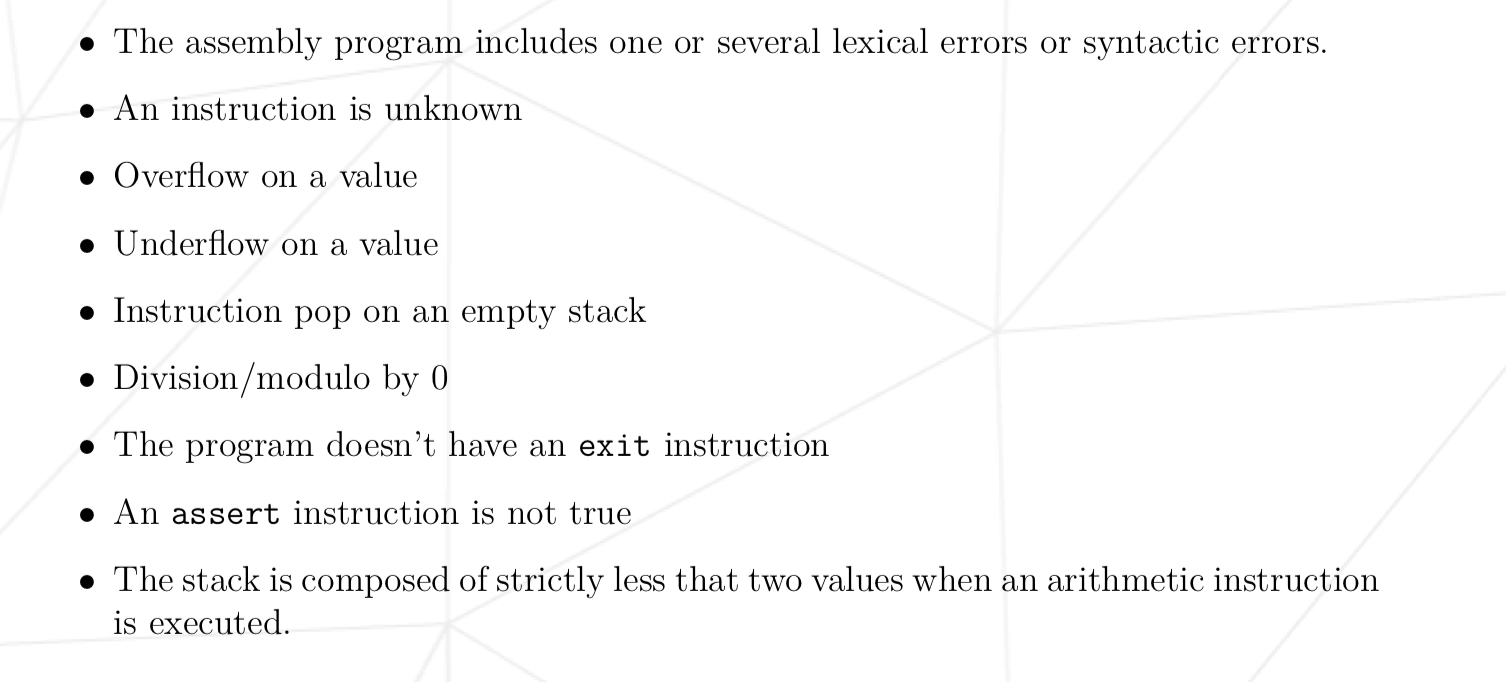 • The assembly program includes one or several lexical errors or syntactic errors.
• An instruction is unknown
• Overflow on a value
• Underflow on a value
• Instruction pop on an empty stack
• Division/modulo by 0
• The program doesn't have an exit instruction
• An assert instruction is not true
• The stack is composed of strictly less that two values when an arithmetic instruction
is executed.